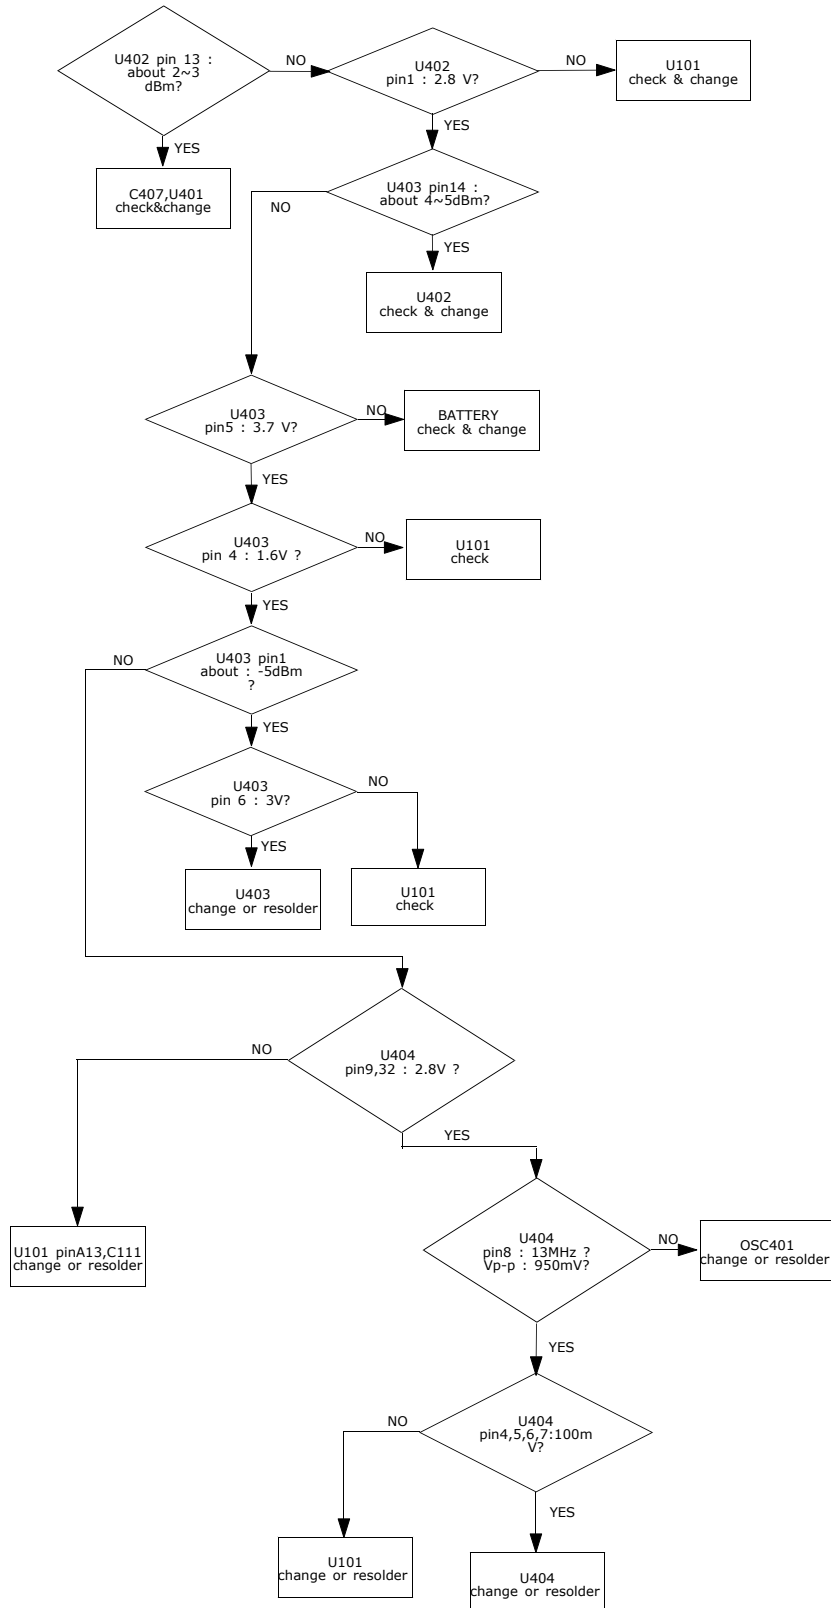 U402 pin 13 :
about 2~3
dBm?
NO
U402
pin1 : 2.8 V?
NO
U101
check & change
YES
C407,U401
check&change
YES
U403 pin14 :
about 4~5dBm?
NO
YES
U402
check & change
U403
pin5 : 3.7 V?
NO
BATTERY
check & change
YES
U403
pin 4 : 1.6V ?
NO
U101
check
YES
U403 pin1
about : -5dBm
?
NO
YES
U403
pin 6 : 3V?
NO
YES
U403
change or resolder
U101
check
U404
pin9,32 : 2.8V ?
NO
YES
U101 pinA13,C111
change or resolder
U404
pin8 : 13MHz ?
Vp-p : 950mV?
NO
OSC401
change or resolder
YES
U404
pin4,5,6,7:100m
V?
NO
YES
U101
change or resolder
U404
change or resolder